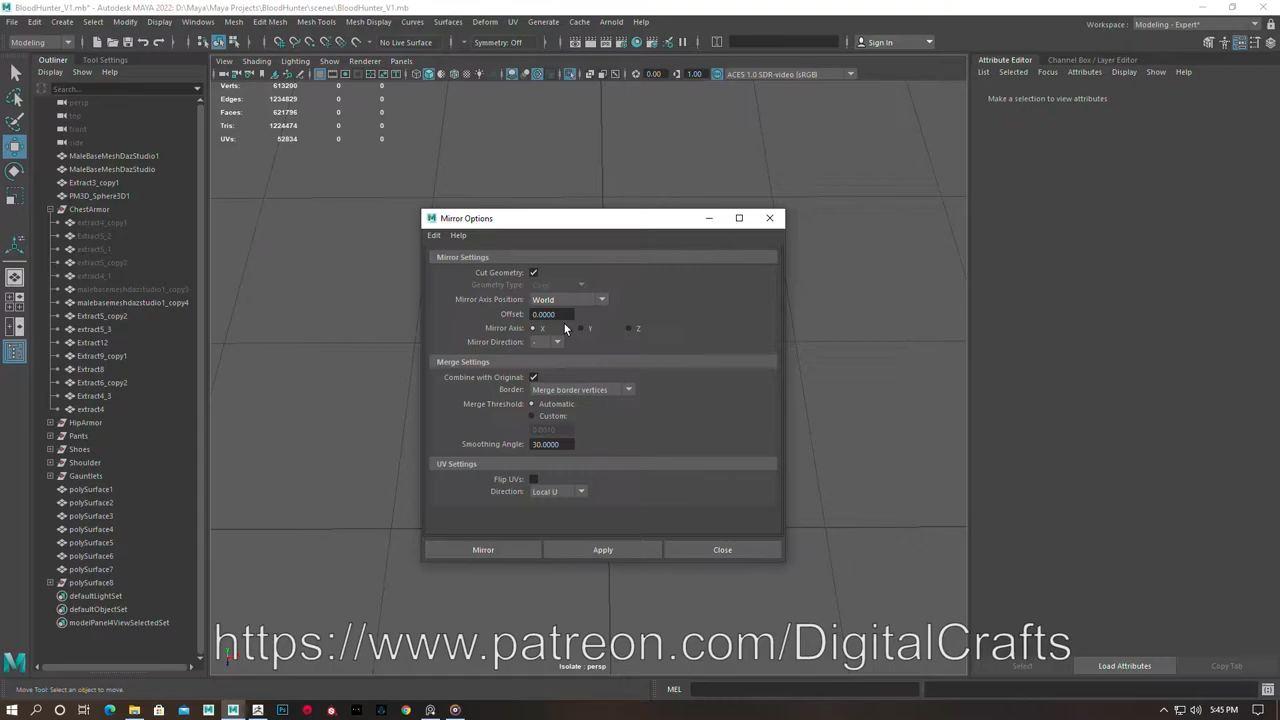 BloodHunter_V1.mb* - Autodesk MAYA 2022: D:\Maya\Maya Projects\BloodHunter\scenes\BloodHunter_V1.mb
File Edit Create Select Modify Display Windows Mesh Edit Mesh Mesh Tools Mesh Display Curves Surfaces Deform UV Generate Cache Arnold Help
Workspace : Modeling - Expert*
Modeling
No Live Surface
Symmetry: Off
Sign In
Outliner Tool Settings
Display Show Help
Search...
persp
top
front
side
MaleBaseMeshDazStudio1
MaleBaseMeshDazStudio
Extract3_copy1
PM3D_Sphere3D1
ChestArmor
extract4_copy1
Extract5_2
extract5_1
Extract5_copy2
extract4_1
malebasemeshdazstudio1_copy3
malebasemeshdazstudio1_copy4
Extract5_copy2
extract5_3
Extract12
Extract9_copy1
Extract8
Extract6_copy2
Extract4_3
extract4
HipArmor
Pants
Shoes
Shoulder
Gauntlets
polySurface1
polySurface2
polySurface3
polySurface4
polySurface5
polySurface6
polySurface7
polySurface8
defaultLightSet
defaultObjectSet
modelPanel4ViewSelectedSet
View Shading Lighting Show Renderer Panels
0.00 1.00 ACES 1.0 SDR-video (sRGB)
Verts: 613200 0 0
Edges: 1234829 0 0
Faces: 621796 0 0
Tris: 1224474 0 0
UVs: 52834 0 0
Mirror Options
Edit Help
Mirror Settings
Cut Geometry:
Geometry Type: Copy
Mirror Axis Position: World
Offset: 0.0000
Mirror Axis: X Y Z
Mirror Direction: -
Merge Settings
Combine with Original:
Border: Merge border vertices
Merge Threshold: Automatic
Custom:
0.0010
Smoothing Angle: 30.0000
UV Settings
Flip UVs:
Direction: Local U
Mirror Apply Close
Attribute Editor Channel Box / Layer Editor
List Selected Focus Attributes Display Show Help
Make a selection to view attributes
https://www.patreon.com/DigitalCrafts
Isolate : persp
Select Load Attributes Copy Tab
Move Tool: Select an object to move.
MEL
5:45 PM